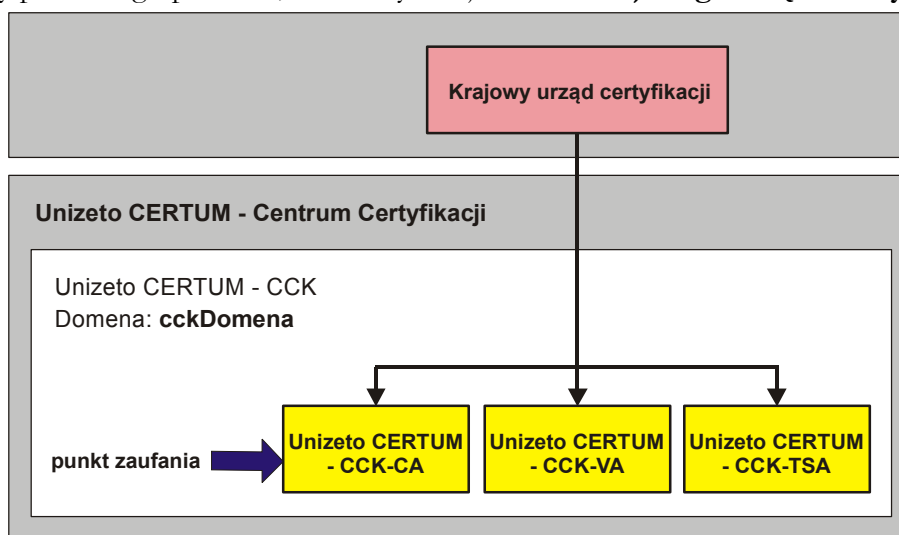 Krajowy urząd certyfikacji
Unizeto CERTUM - Centrum Certyfikacji
Unizeto CERTUM - CCK
Domena: cckDomena
punkt zaufania
Unizeto CERTUM
- CCK-CA
Unizeto CERTUM
- CCK-VA
Unizeto CERTUM
- CCK-TSA